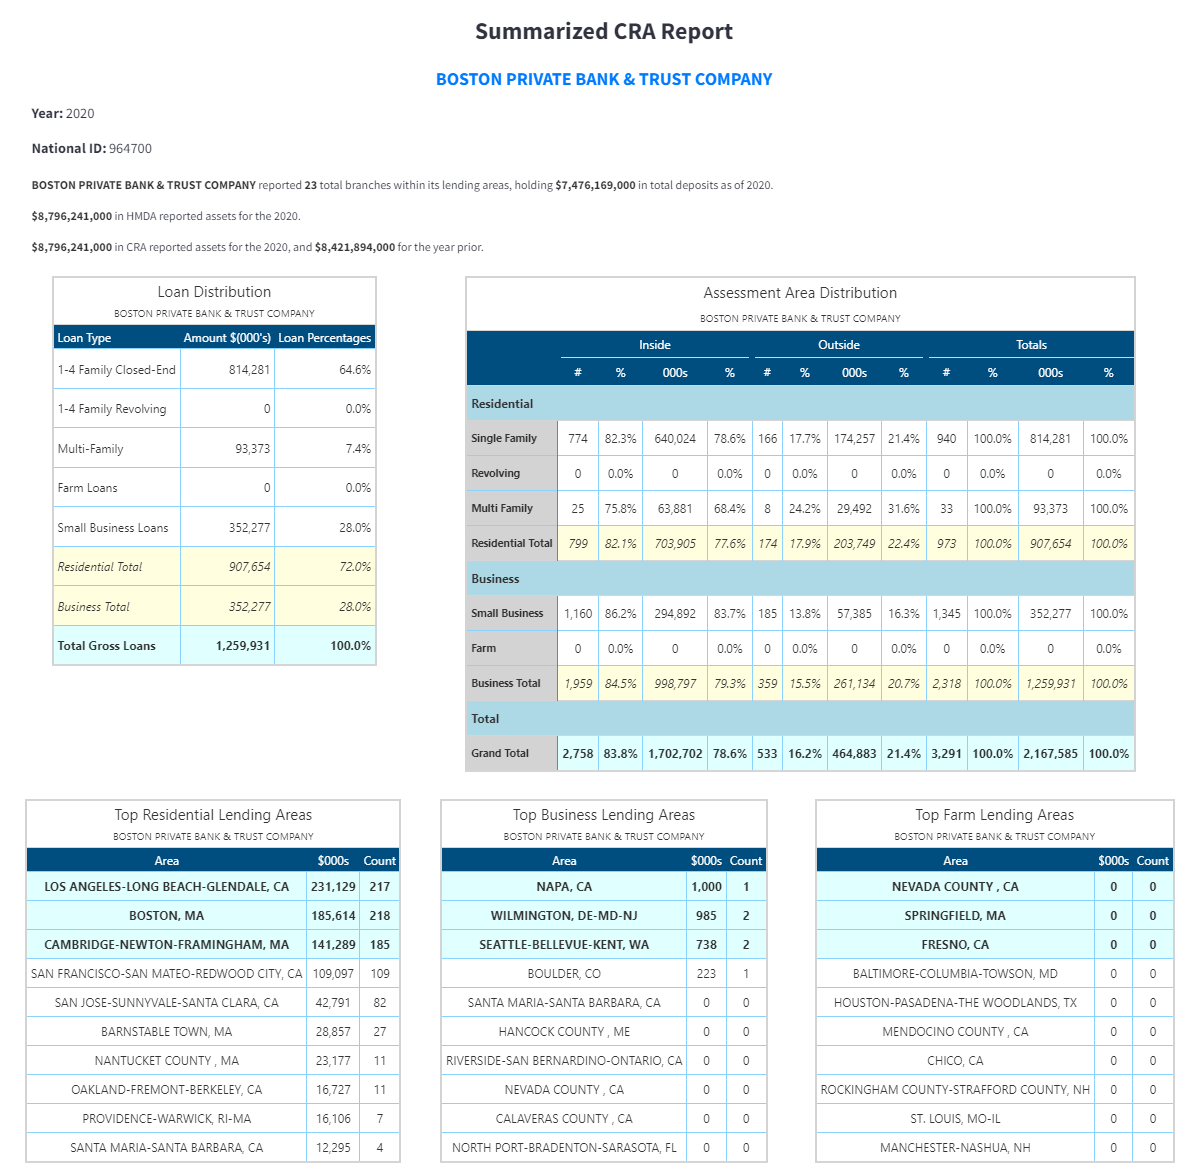 Summarized CRA Report
BOSTON PRIVATE BANK & TRUST COMPANY
Year: 2020
National ID: 964700
BOSTON PRIVATE BANK & TRUST COMPANY reported 23 total branches within its lending areas, holding $7,476,169,000 in total deposits as of 2020.
$8,796,241,000 in HMDA reported assets for the 2020.
$8,796,241,000 in CRA reported assets for the 2020, and $8,421,894,000 for the year prior.
Loan Distribution
BOSTON PRIVATE BANK & TRUST COMPANY
Loan Type Amount $(000's) Loan Percentages
1-4 Family Closed-End 814,281 64.6%
1-4 Family Revolving 0 0.0%
Multi-Family 93,373 7.4%
Farm Loans 0 0.0%
Small Business Loans 352,277 28.0%
Residential Total 907,654 72.0%
Business Total 352,277 28.0%
Total Gross Loans 1,259,931 100.0%
Assessment Area Distribution
BOSTON PRIVATE BANK & TRUST COMPANY
Inside Outside Totals
# % 000s % # % 000s % # % 000s %
Residential
Single Family 774 82.3% 640,024 78.6% 166 17.7% 174,257 21.4% 940 100.0% 814,281 100.0%
Revolving 0 0.0% 0 0.0% 0 0.0% 0 0.0% 0 0.0% 0 0.0%
Multi Family 25 75.8% 63,881 68.4% 8 24.2% 29,492 31.6% 33 100.0% 93,373 100.0%
Residential Total 799 82.1% 703,905 77.6% 174 17.9% 203,749 22.4% 973 100.0% 907,654 100.0%
Business
Small Business 1,160 86.2% 294,892 83.7% 185 13.8% 57,385 16.3% 1,345 100.0% 352,277 100.0%
Farm 0 0.0% 0 0.0% 0 0.0% 0 0.0% 0 0.0% 0 0.0%
Business Total 1,959 84.5% 998,797 79.3% 359 15.5% 261,134 20.7% 2,318 100.0% 1,259,931 100.0%
Total
Grand Total 2,758 83.8% 1,702,702 78.6% 533 16.2% 464,883 21.4% 3,291 100.0% 2,167,585 100.0%
Top Residential Lending Areas
BOSTON PRIVATE BANK & TRUST COMPANY
Area $000s Count
LOS ANGELES-LONG BEACH-GLENDALE, CA 231,129 217
BOSTON, MA 185,614 218
CAMBRIDGE-NEWTON-FRAMINGHAM, MA 141,289 185
SAN FRANCISCO-SAN MATEO-REDWOOD CITY, CA 109,097 109
SAN JOSE-SUNNYVALE-SANTA CLARA, CA 42,791 82
BARNSTABLE TOWN, MA 28,857 27
NANTUCKET COUNTY , MA 23,177 11
OAKLAND-FREMONT-BERKELEY, CA 16,727 11
PROVIDENCE-WARWICK, RI-MA 16,106 7
SANTA MARIA-SANTA BARBARA, CA 12,295 4
Top Business Lending Areas
BOSTON PRIVATE BANK & TRUST COMPANY
Area $000s Count
NAPA, CA 1,000 1
WILMINGTON, DE-MD-NJ 985 2
SEATTLE-BELLEVUE-KENT, WA 738 2
BOULDER, CO 223 1
SANTA MARIA-SANTA BARBARA, CA 0 0
HANCOCK COUNTY , ME 0 0
RIVERSIDE-SAN BERNARDINO-ONTARIO, CA 0 0
NEVADA COUNTY , CA 0 0
CALAVERAS COUNTY , CA 0 0
NORTH PORT-BRADENTON-SARASOTA, FL 0 0
Top Farm Lending Areas
BOSTON PRIVATE BANK & TRUST COMPANY
Area $000s Count
NEVADA COUNTY , CA 0 0
SPRINGFIELD, MA 0 0
FRESNO, CA 0 0
BALTIMORE-COLUMBIA-TOWSON, MD 0 0
HOUSTON-PASADENA-THE WOODLANDS, TX 0 0
MENDOCINO COUNTY , CA 0 0
CHICO, CA 0 0
ROCKINGHAM COUNTY-STRAFFORD COUNTY, NH 0 0
ST. LOUIS, MO-IL 0 0
MANCHESTER-NASHUA, NH 0 0